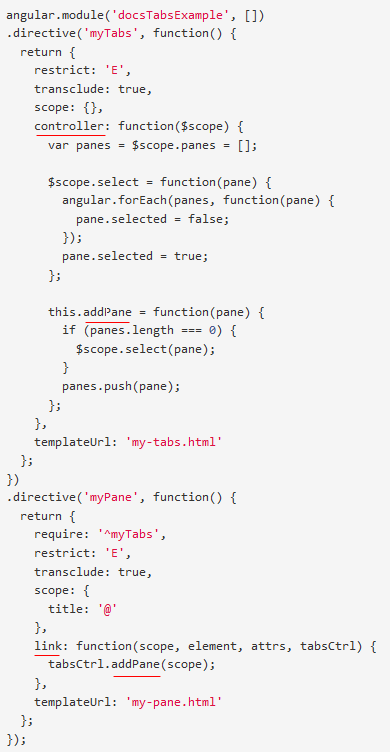 angular.module('docsTabsExample', [])
.directive('myTabs', function() {
  return {
    restrict: 'E',
    transclude: true,
    scope: {},
    controller: function($scope) {
      var panes = $scope.panes = [];

      $scope.select = function(pane) {
        angular.forEach(panes, function(pane) {
          pane.selected = false;
        });
        pane.selected = true;
      };

      this.addPane = function(pane) {
        if (panes.length === 0) {
          $scope.select(pane);
        }
        panes.push(pane);
      };
    },
    templateUrl: 'my-tabs.html'
  };
})
.directive('myPane', function() {
  return {
    require: '^myTabs',
    restrict: 'E',
    transclude: true,
    scope: {
      title: '@'
    },
    link: function(scope, element, attrs, tabsCtrl) {
      tabsCtrl.addPane(scope);
    },
    templateUrl: 'my-pane.html'
  };
});